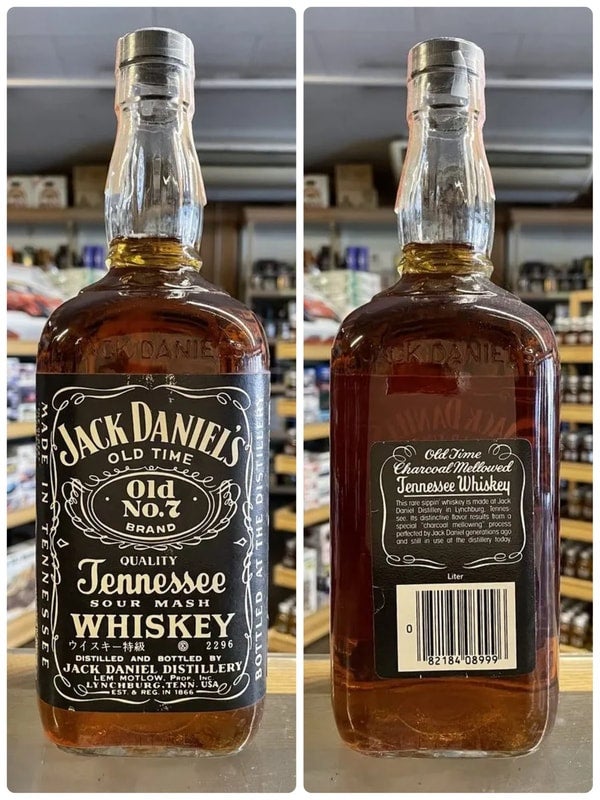 JACK DANIEL
JACK DANIEL'S
OLD TIME
Old
No.7
BRAND
QUALITY
Tennessee
SOUR MASH
WHISKEY
ウイスキー特級 2296
DISTILLED AND BOTTLED BY
JACK DANIEL DISTILLERY
LEM MOTLOW, PROP., INC.
LYNCHBURG, TENN. USA
EST. & REG. IN 1866
MADE IN TENNESSEE
BOTTLED AT THE DISTILLERY
JACK DANIEL'S
Old Time
Charcoal Mellowed
Tennessee Whiskey
This rare sippin' whiskey is made at Jack
Daniel Distillery in Lynchburg, Tennes-
see. Its distinctive flavor results from a
special "charcoal mellowing" process
perfected by Jack Daniel generations ago
and still in use at the distillery today.
Liter
0 82184 08999